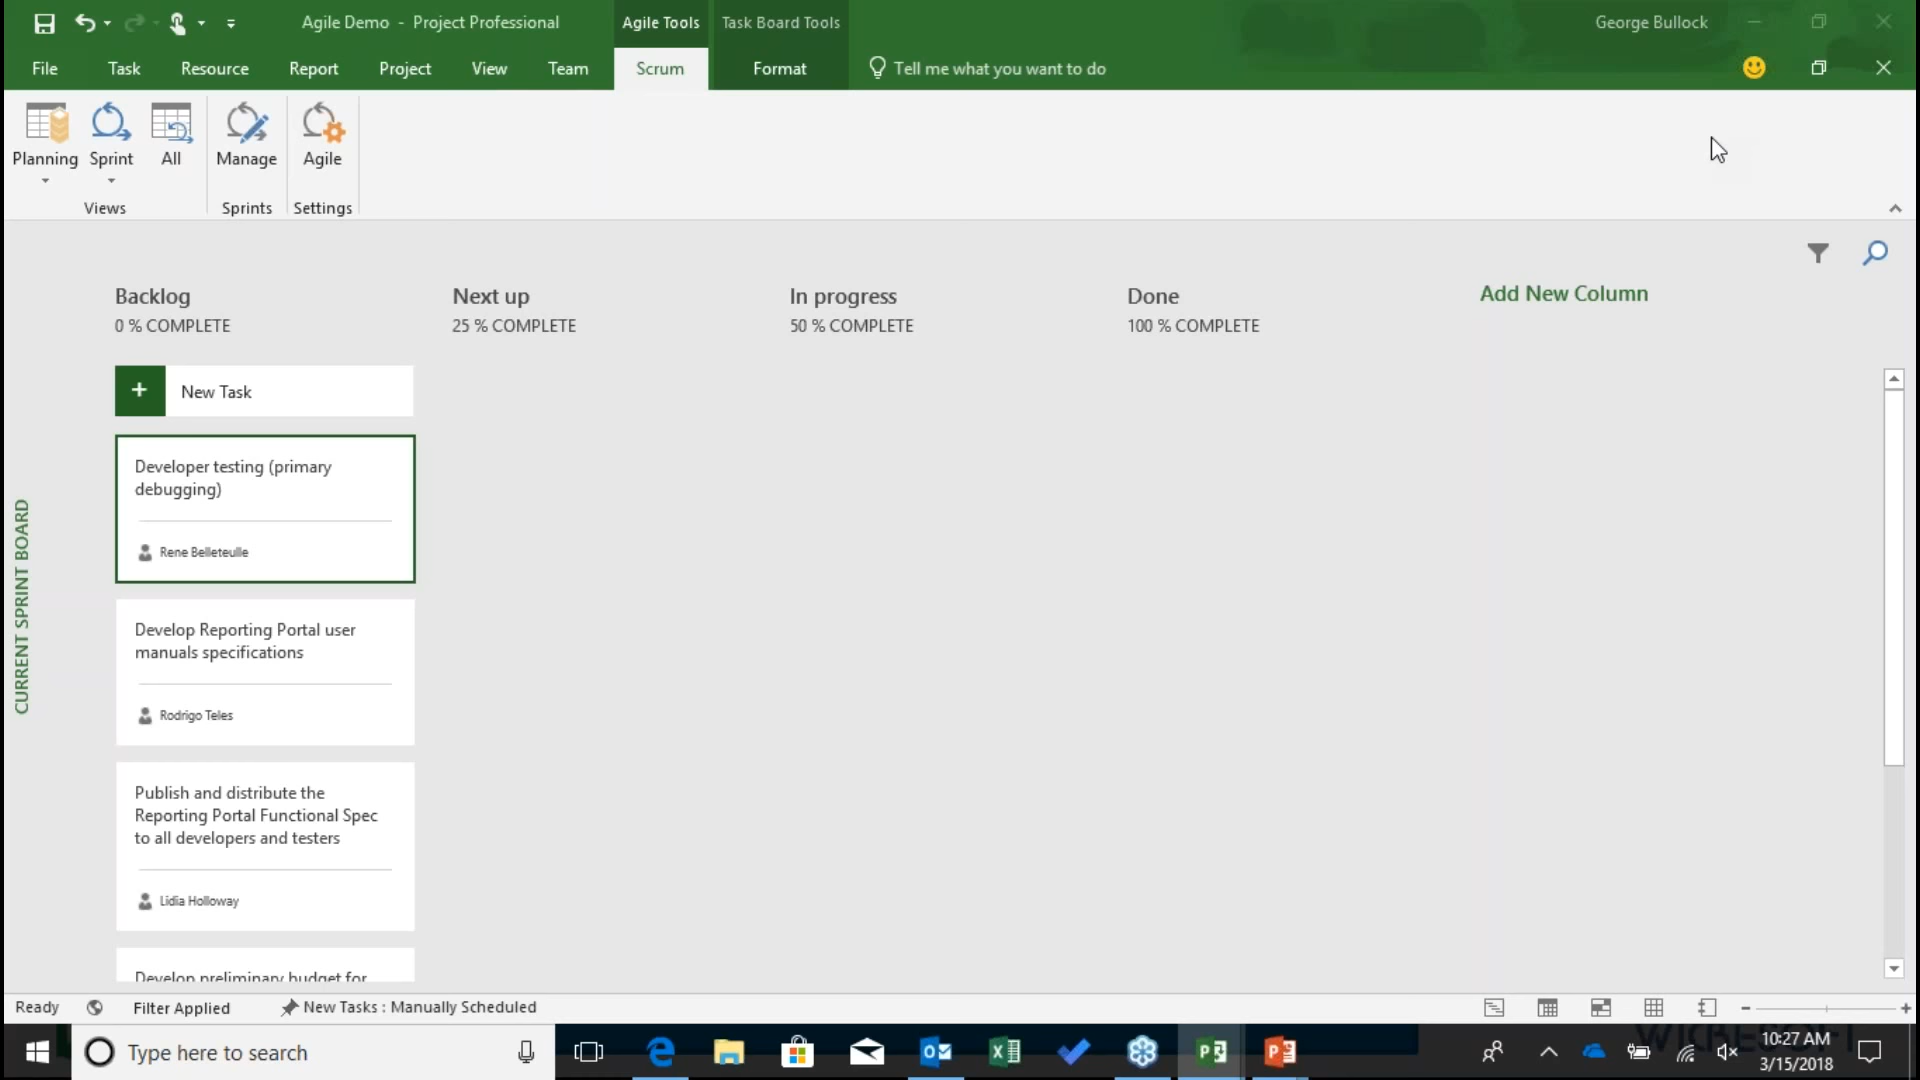 Agile Demo - Project Professional
Agile Tools
Task Board Tools
George Bullock
File
Task
Resource
Report
Project
View
Team
Scrum
Format
Tell me what you want to do
Planning
Sprint
All
Manage
Agile
Views
Sprints
Settings
Backlog
0 % COMPLETE
Next up
25 % COMPLETE
In progress
50 % COMPLETE
Done
100 % COMPLETE
Add New Column
CURRENT SPRINT BOARD
+ New Task
Developer testing (primary
debugging)
Rene Belleteulle
Develop Reporting Portal user
manuals specifications
Rodrigo Teles
Publish and distribute the
Reporting Portal Functional Spec
to all developers and testers
Lidia Holloway
Develop preliminary budget for
Ready
Filter Applied
New Tasks : Manually Scheduled
Type here to search
10:27 AM
3/15/2018